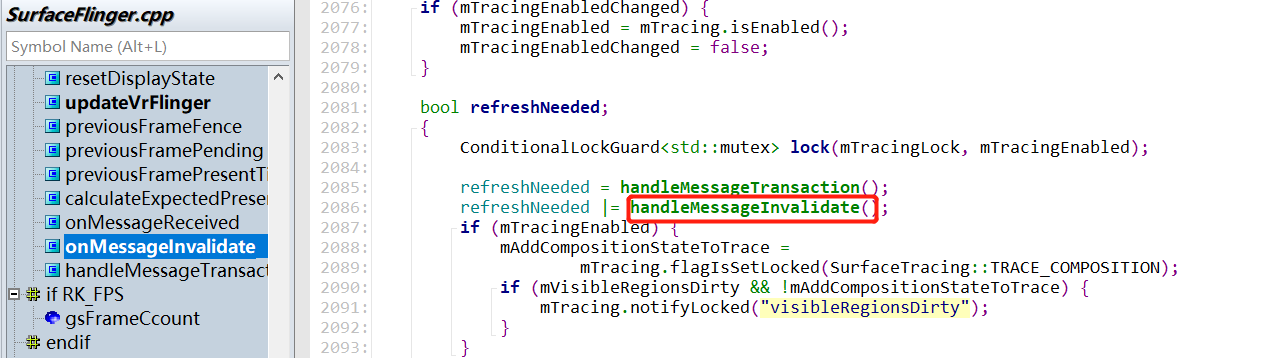 SurfaceFlinger.cpp
Symbol Name (Alt+L)
resetDisplayState
updateVrFlinger
previousFrameFence
previousFramePending
previousFramePresentTi
calculateExpectedPrese
onMessageReceived
onMessageInvalidate
handleMessageTransact
if RK_FPS
gsFrameCcount
endif
2076: if (mTracingEnabledChanged) {
2077: mTracingEnabled = mTracing.isEnabled();
2078: mTracingEnabledChanged = false;
2079: }
2080:
2081: bool refreshNeeded;
2082: {
2083: ConditionalLockGuard<std::mutex> lock(mTracingLock, mTracingEnabled);
2084:
2085: refreshNeeded = handleMessageTransaction();
2086: refreshNeeded |= handleMessageInvalidate();
2087: if (mTracingEnabled) {
2088: mAddCompositionStateToTrace =
2089: mTracing.flagIsSetLocked(SurfaceTracing::TRACE_COMPOSITION);
2090: if (mVisibleRegionsDirty && !mAddCompositionStateToTrace) {
2091: mTracing.notifyLocked("visibleRegionsDirty");
2092: }
2093: }